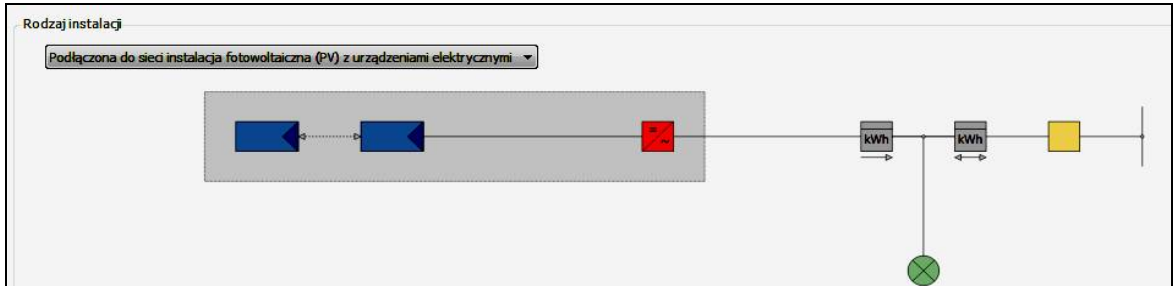 Rodzaj instalacji
Podłączona do sieci instalacja fotowoltaiczna (PV) z urządzeniami elektrycznymi
= ~
kWh kWh